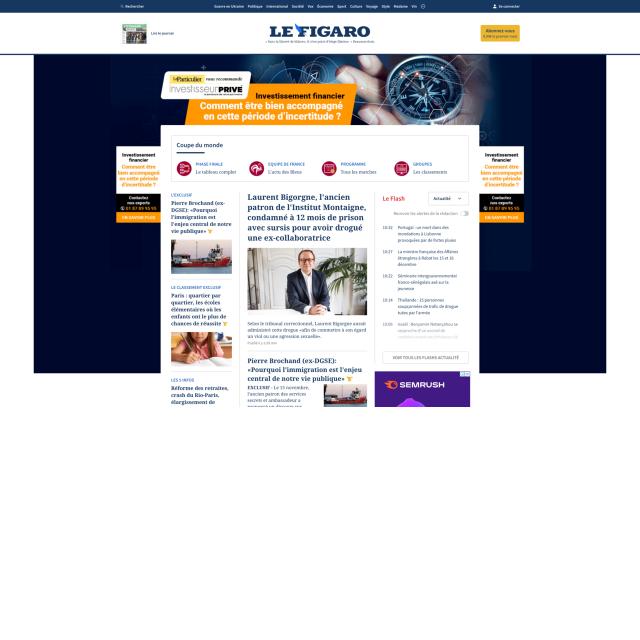 Rechercher
Guerre en Ukraine Politique International Société Vox Économie Sport Culture Voyage Style Madame Vin
Se connecter
Lire le journal
LE FIGARO
Abonnez-vous
0,99€ le premier mois
Le Particulier vous recommande
investisseur PRIVÉ
Investissement financier
Comment être bien accompagné
en cette période d'incertitude ?
Investissement
financier
Comment être
bien accompagné
en cette période
d'incertitude ?
Contactez
nos experts
01 87 89 95 95
EN SAVOIR PLUS
Investissement
financier
Comment être
bien accompagné
en cette période
d'incertitude ?
Contactez
nos experts
01 87 89 95 95
EN SAVOIR PLUS
Coupe du monde
PHASE FINALE
Le tableau complet
EQUIPE DE FRANCE
L'actu des Bleus
PROGRAMME
Tous les matches
GROUPES
Les classements
L'EXCLUSIF
Pierre Brochand (ex-
DGSE): «Pourquoi
l'immigration est
l'enjeu central de notre
vie publique»
LE CLASSEMENT EXCLUSIF
Paris : quartier par
quartier, les écoles
élémentaires où les
enfants ont le plus de
chances de réussite
LES 5 INFOS
Réforme des retraites,
crash du Rio-Paris,
élargissement de
Laurent Bigorgne, l'ancien
patron de l'Institut Montaigne,
condamné à 12 mois de prison
avec sursis pour avoir drogué
une ex-collaboratrice
Selon le tribunal correctionnel, Laurent Bigorgne aurait
administré cette drogue «afin de commettre à son égard
un viol ou une agression sexuelle».
Pierre Brochand (ex-DGSE):
«Pourquoi l'immigration est l'enjeu
central de notre vie publique»
EXCLUSIF - Le 15 novembre,
l'ancien patron des services
secrets et ambassadeur a
Le Flash
Actualité
Recevoir les alertes de la rédaction
Portugal : un mort dans des
inondations à Lisbonne
provoquées par de fortes pluies
10:27
La ministre française des Affaires
étrangères à Rabat les 15 et 16
décembre
10:22
Séminaire intergouvernemental
franco-sénégalais axé sur la
jeunesse
10:14
Thaïlande : 15 personnes
soupçonnées de trafic de drogue
tuées par l'armée
Israël : Benjamin Netanyahou se
VOIR TOUS LES FLASHS ACTUALITÉ
SEMRUSH